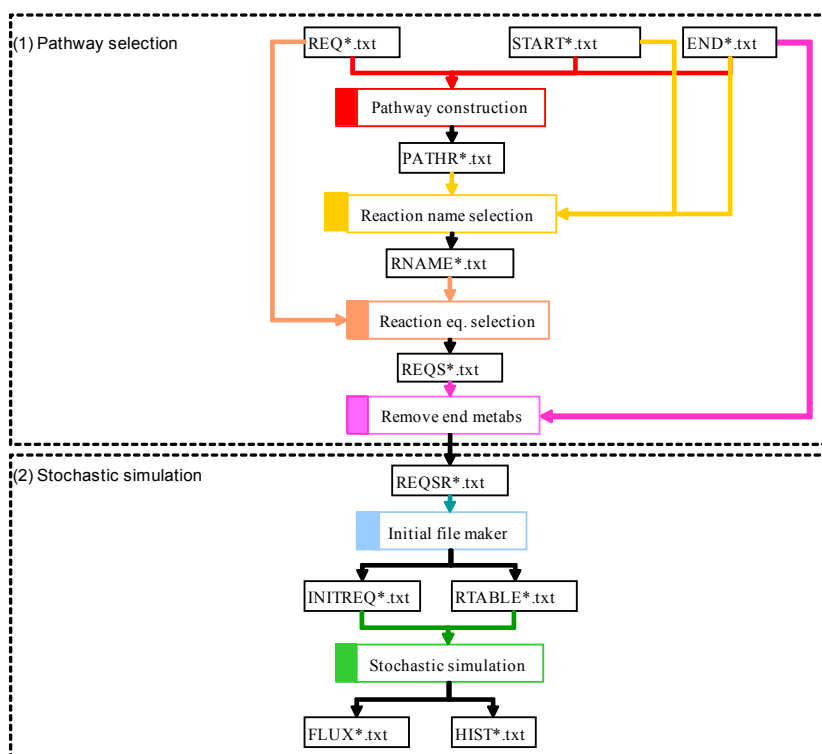 (1) Pathway selection
REQ*.txt
START*.txt
END*.txt
Pathway construction
PATHR*.txt
Reaction name selection
RNAME*.txt
Reaction eq. selection
REQS*.txt
Remove end metabs
(2) Stochastic simulation
REQSR*.txt
Initial file maker
INITREQ*.txt
RTABLE*.txt
Stochastic simulation
FLUX*.txt
HIST*.txt